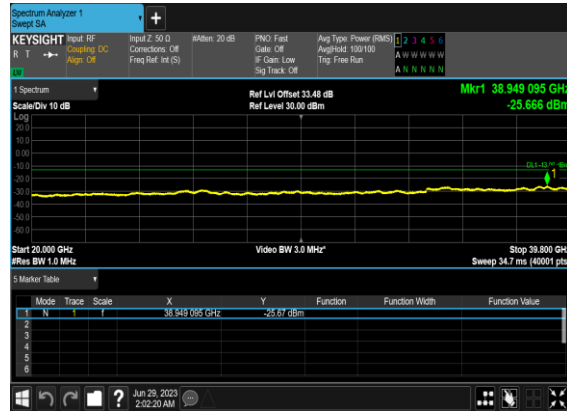 Spectrum Analyzer 1
Swept SA
KEYSIGHT Input: RF Input Z: 50 Ω #Atten: 20 dB PNO: Fast Avg Type: Power (RMS) 1 2 3 4 5 6
R T Coupling: DC Corrections: Off Gate: Off Avg|Hold: 100/100 A W W W W W
Align: Off Freq Ref: Int (S) IF Gain: Low Trig: Free Run
Sig Track: Off A N N N N N
1 Spectrum
Scale/Div 10 dB
Ref Lvl Offset 33.48 dB
Ref Level 30.00 dBm
Mkr1 38.949 095 GHz
-25.666 dBm
Log
20.0
10.0
0.00
-10.0
-20.0
-30.0
-40.0
-50.0
-60.0
1
Start 20.000 GHz Video BW 3.0 MHz* Stop 39.800 GHz
#Res BW 1.0 MHz Sweep 34.7 ms (40001 pts
5 Marker Table
Mode Trace Scale X Y Function Function Width Function Value
1 N 1 f 38.949 095 GHz -25.67 dBm
2
3
4
5
6
? Jun 29, 2023
2:02:20 AM